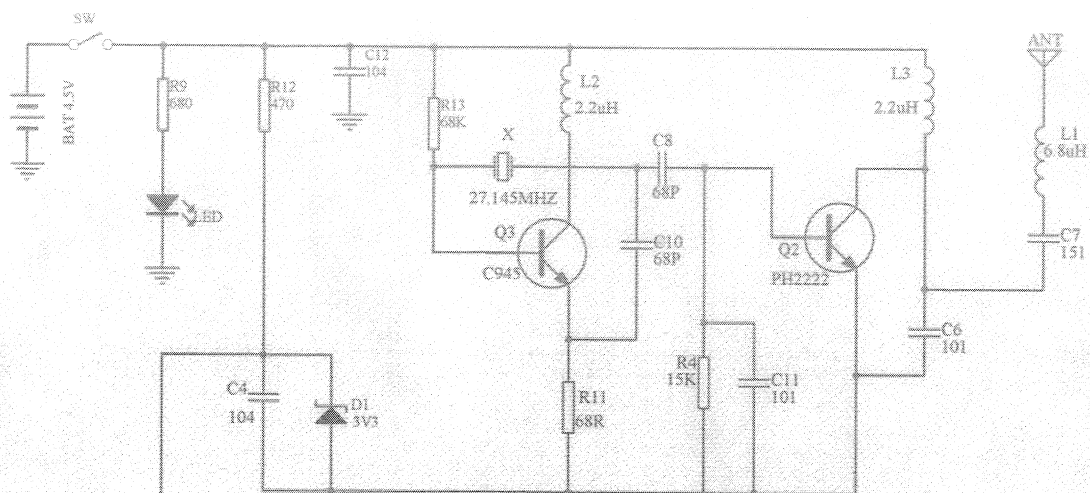 SW
ANT
BAT 4.5V
R9
680
R12
470
C12
104
R13
68K
L2
2.2uH
L3
2.2uH
L1
6.8uH
X
27.145MHZ
C8
68P
Q3
C945
C10
68P
Q2
PH2222
C7
151
LED
C6
101
C4
104
D1
3V3
R11
68R
R4
15K
C11
101